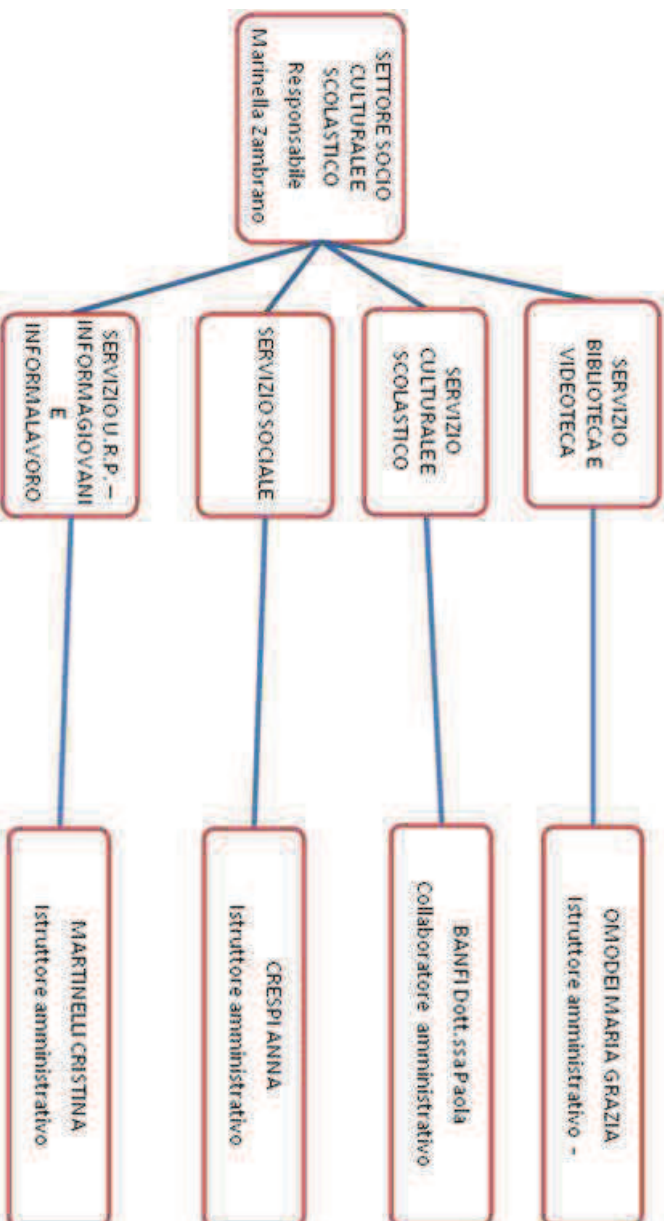 SETTORE SOCIO
CULTURALE E
SCOLASTICO
Responsabile
Marinella Zambrano
SERVIZIO
BIBLIOTECA E
VIDEOTECA
SERVIZIO
CULTURALE E
SCOLASTICO
SERVIZIO SOCIALE
SERVIZIO U.R.P. –
INFORMAGIOVANI
E
INFORMALAVORO
OMODEI MARIA GRAZIA
Istruttore amministrativo –
BANFI Dott.ssa Paola
Collaboratore amministrativo
CRESPI ANNA
Istruttore amministrativo
MARTINELLI CRISTINA
Istruttore amministrativo